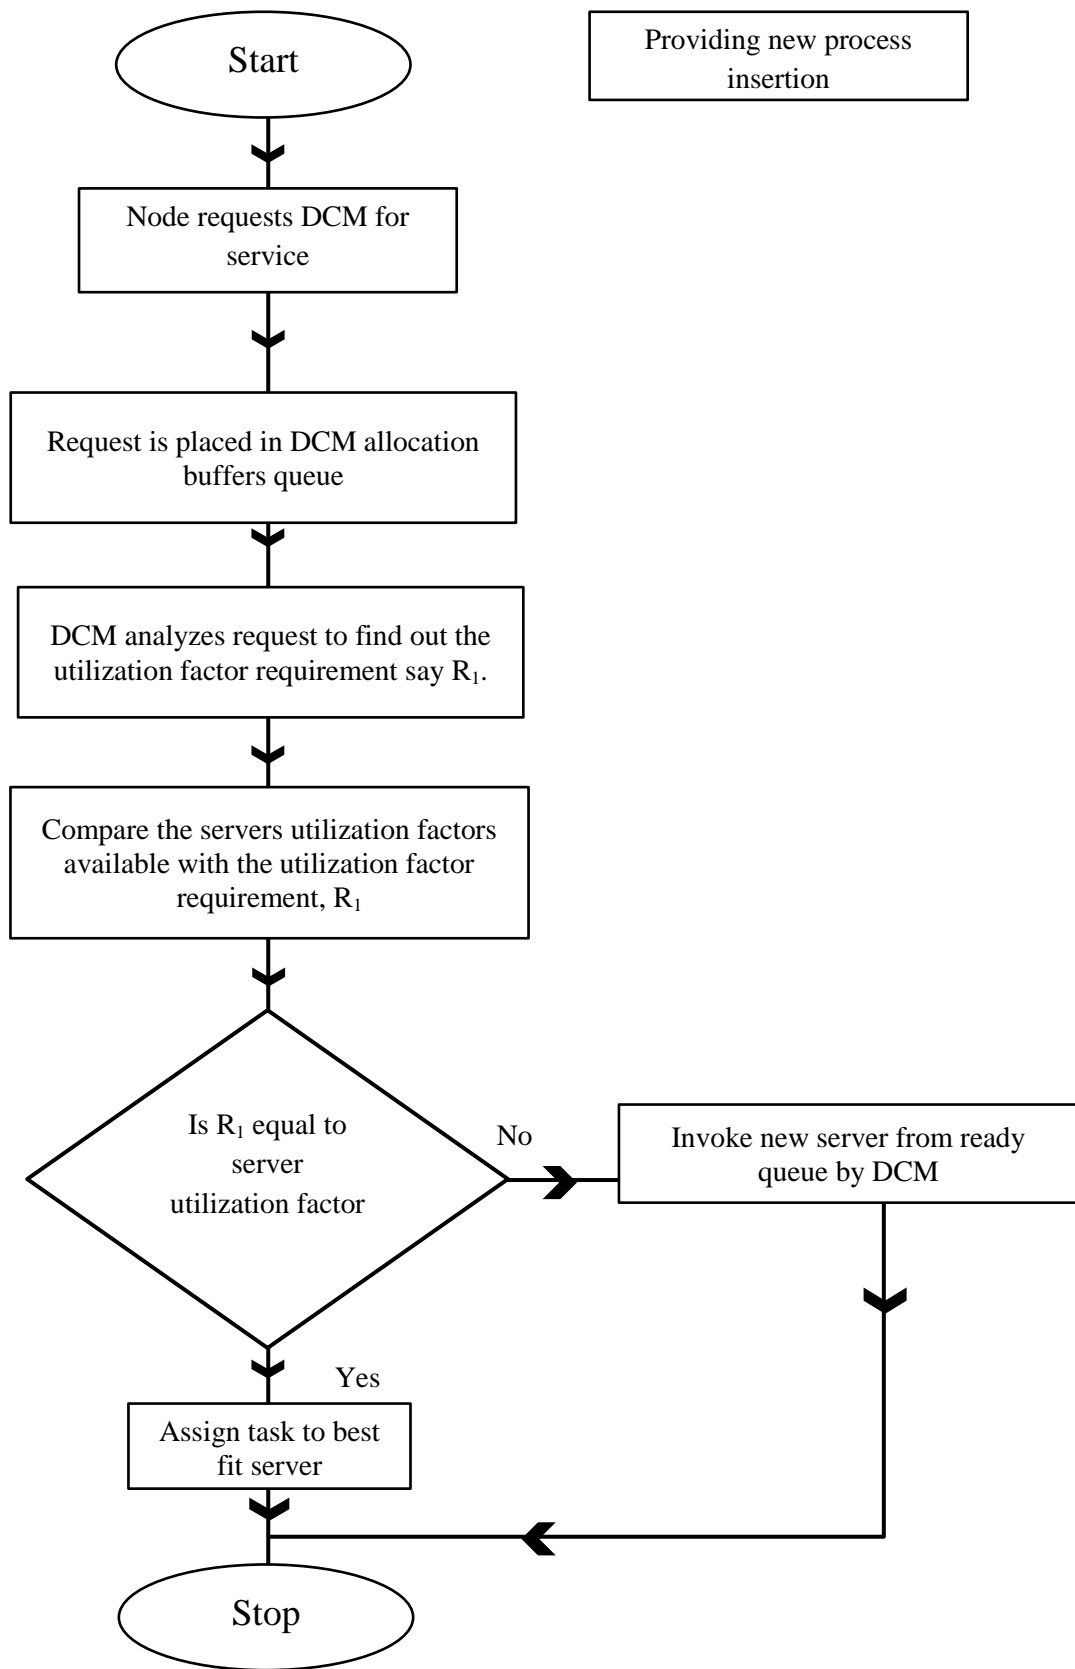 Start
Providing new process
insertion
Node requests DCM for
service
Request is placed in DCM allocation
buffers queue
DCM analyzes request to find out the
utilization factor requirement say R₁.
Compare the servers utilization factors
available with the utilization factor
requirement, R₁
Is R₁ equal to
server
utilization factor
No
Invoke new server from ready
queue by DCM
Yes
Assign task to best
fit server
Stop